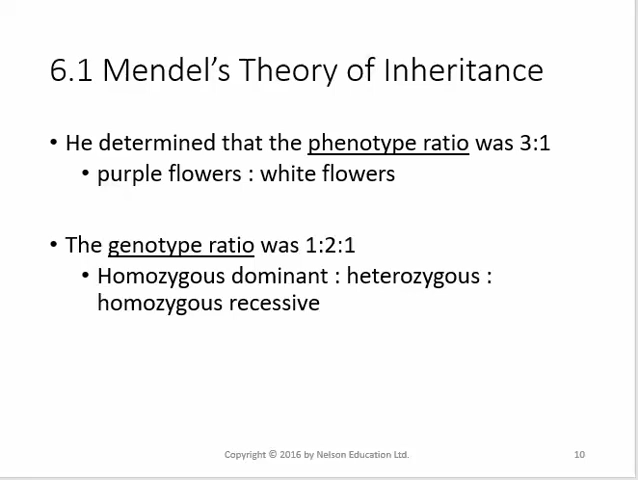 6.1 Mendel's Theory of Inheritance
• He determined that the phenotype ratio was 3:1
• purple flowers : white flowers
• The genotype ratio was 1:2:1
• Homozygous dominant : heterozygous :
homozygous recessive
Copyright © 2016 by Nelson Education Ltd.
10